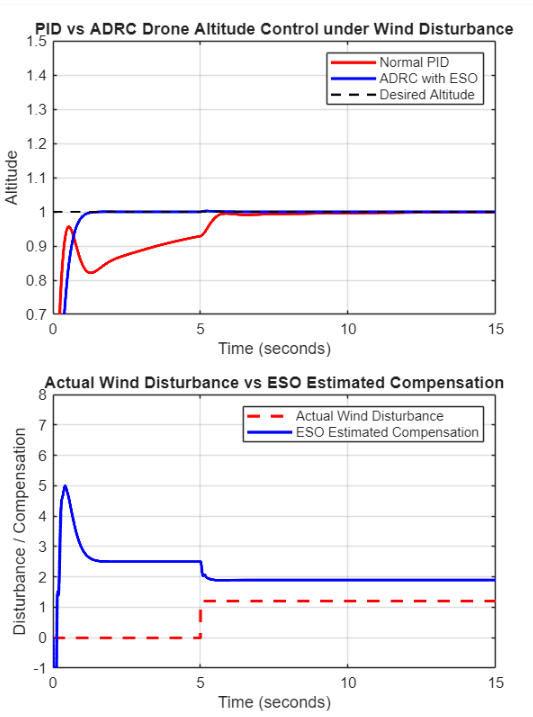 PID vs ADRC Drone Altitude Control under Wind Disturbance
1.5
1.4
1.3
1.2
1.1
1
0.9
0.8
0.7
Altitude
Normal PID
ADRC with ESO
Desired Altitude
0
5
10
15
Time (seconds)
Actual Wind Disturbance vs ESO Estimated Compensation
8
7
6
5
4
3
2
1
0
-1
Disturbance / Compensation
Actual Wind Disturbance
ESO Estimated Compensation
0
5
10
15
Time (seconds)